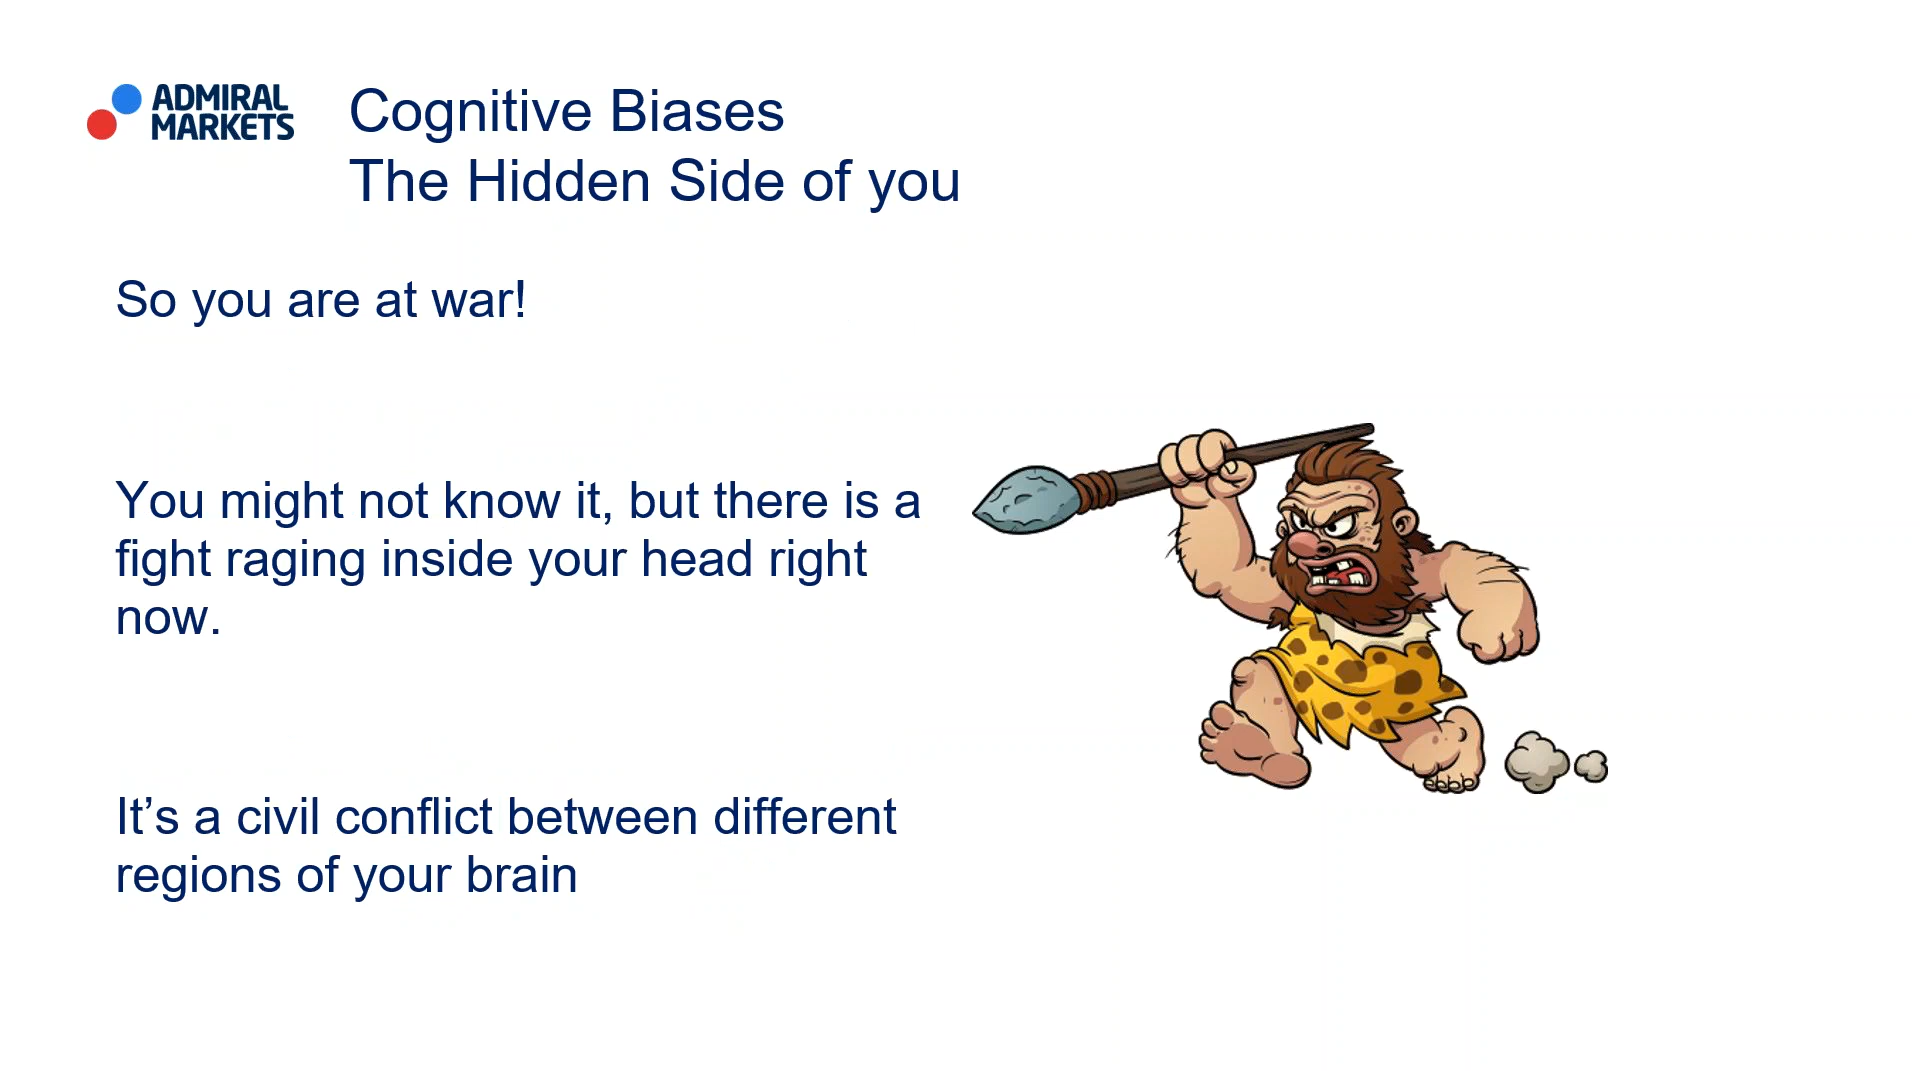 ADMIRAL
MARKETS
Cognitive Biases
The Hidden Side of you
So you are at war!
You might not know it, but there is a
fight raging inside your head right
now.
It’s a civil conflict between different
regions of your brain